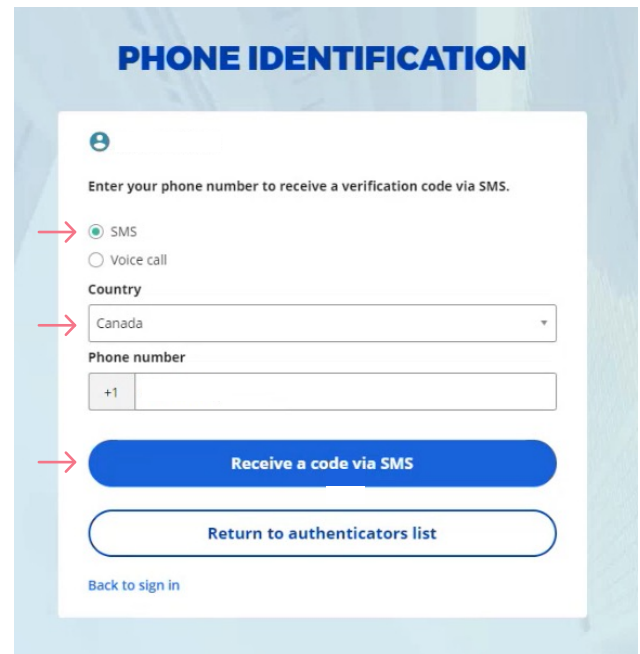 PHONE IDENTIFICATION
Enter your phone number to receive a verification code via SMS.
SMS
Voice call
Country
Canada
Phone number
+1
Receive a code via SMS
Return to authenticators list
Back to sign in